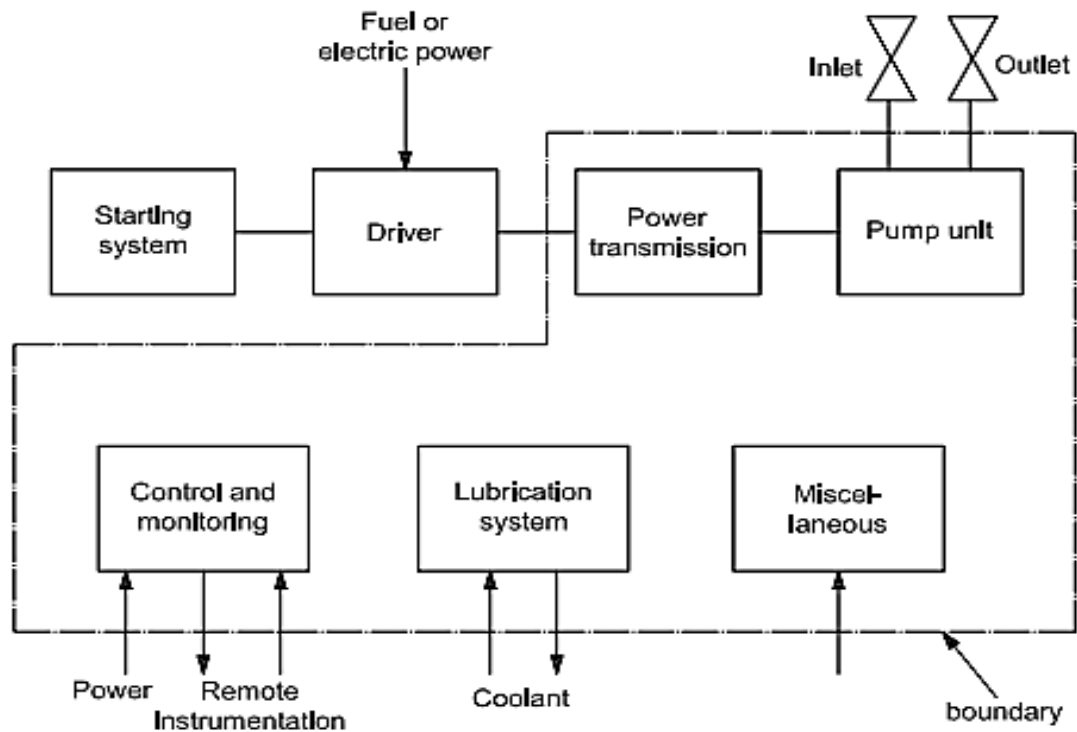 Fuel or
electric power
Inlet
Outlet
Starting
system
Driver
Power
transmission
Pump unit
Control and
monitoring
Lubrication
system
Miscel-
laneous
Power
Remote
instrumentation
Coolant
boundary